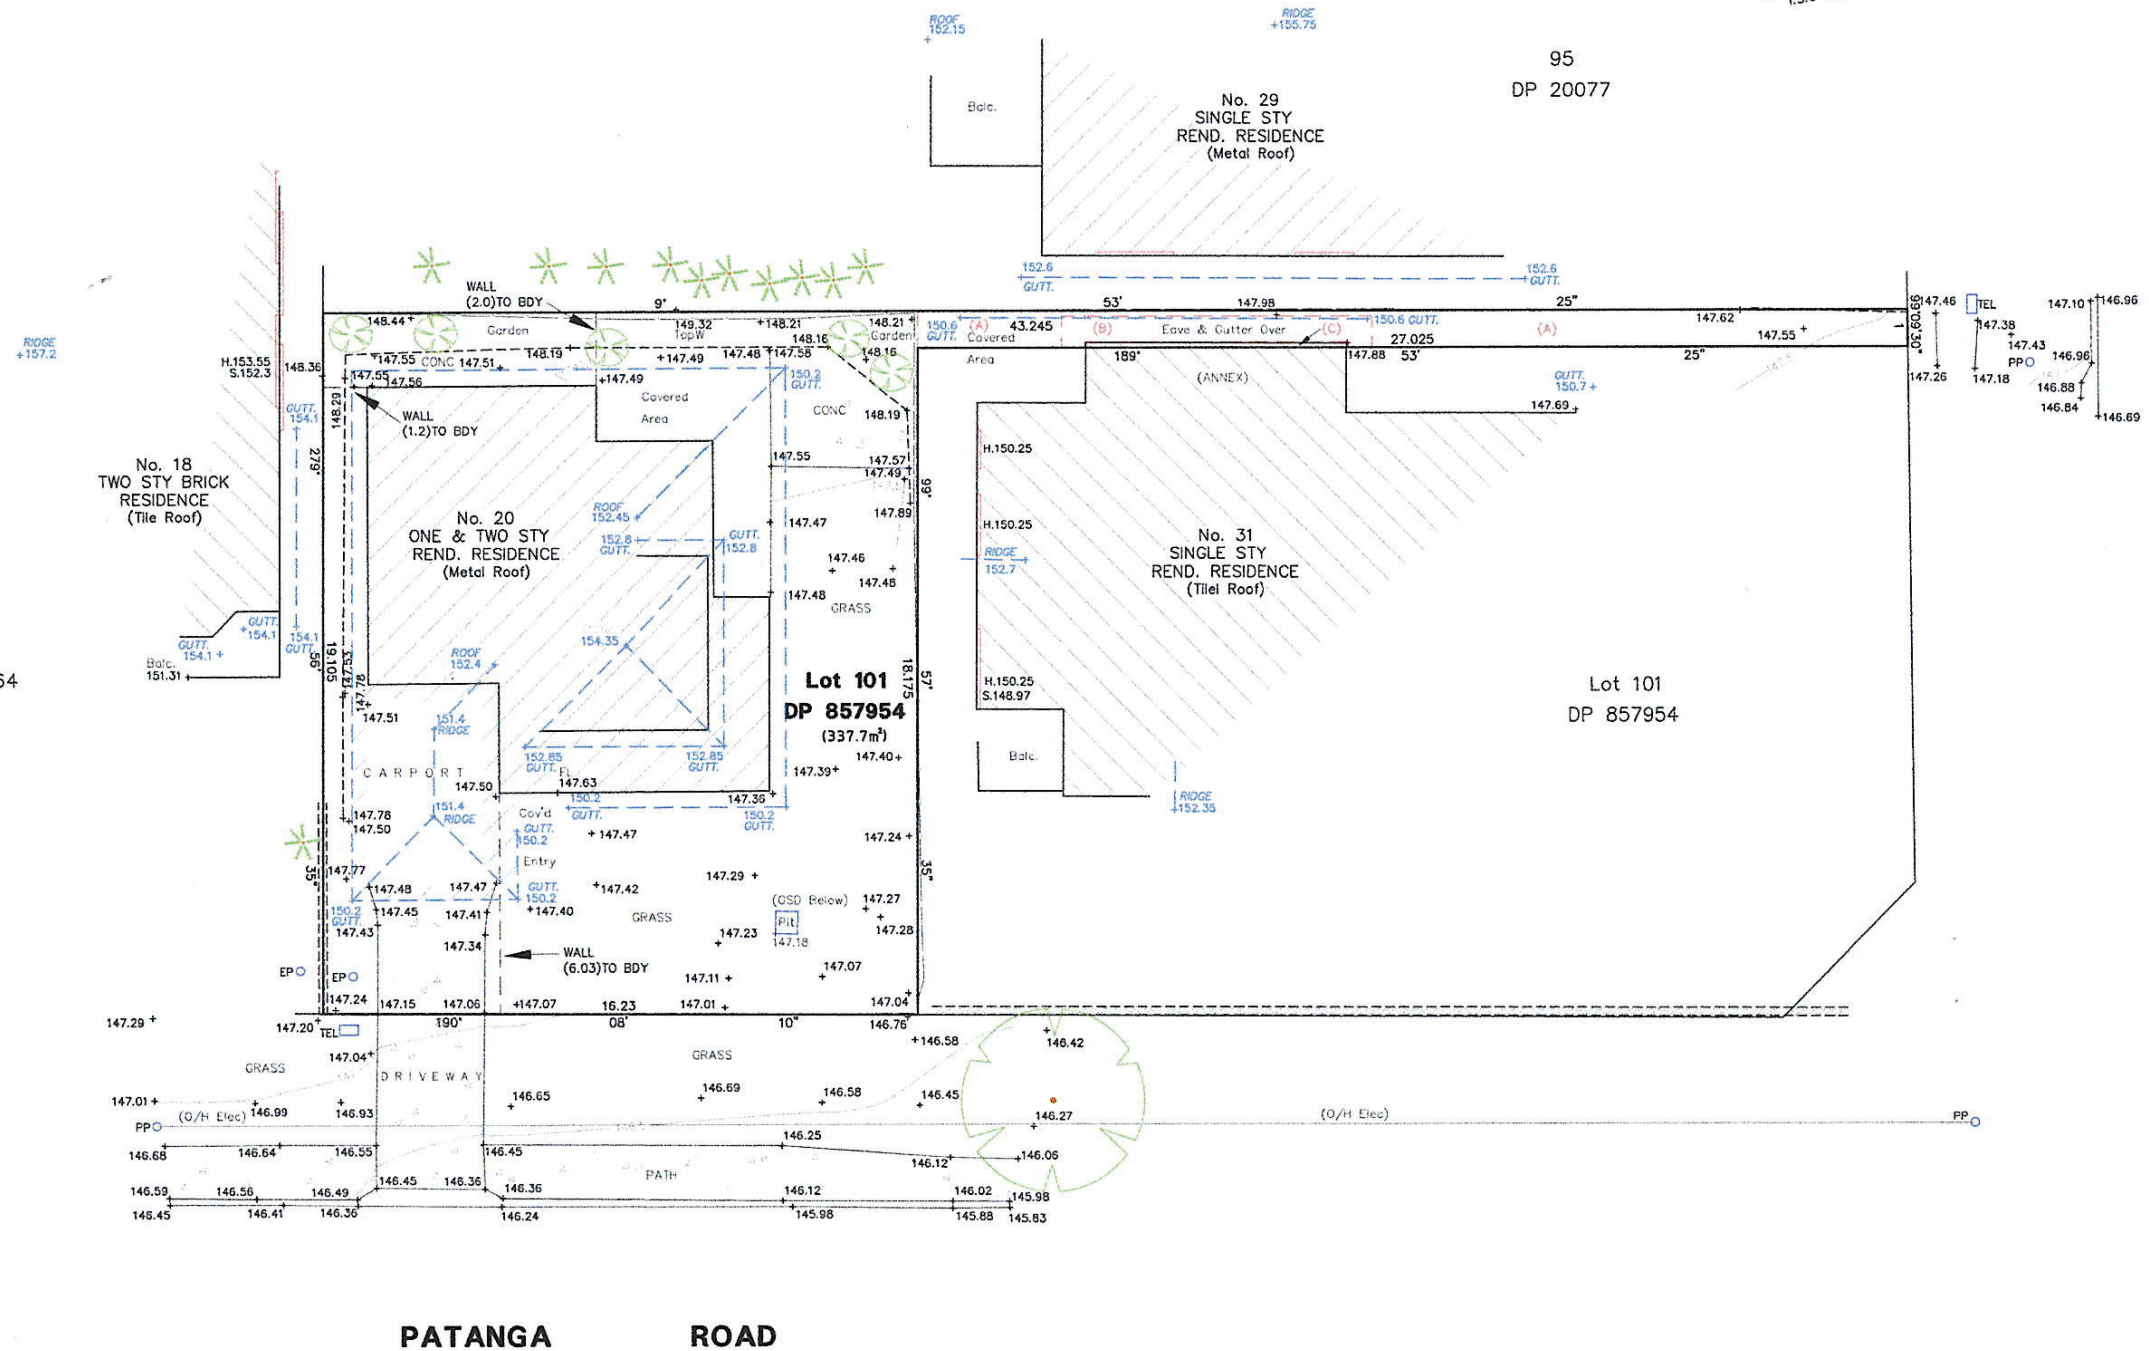 ROOF
152.15
RIDGE
+155.75
95
DP 20077
Balc.
No. 29
SINGLE STY
REND. RESIDENCE
(Metal Roof)
RIDGE
+157.2
WALL
(2.0)TO BDY
9'
53'
147.98
25"
152.6
GUTT.
152.6
GUTT.
99°09'30"
147.46
TEL
147.38
147.43
PP
147.10
146.96
146.96
146.88
146.84
146.69
147.26
147.18
148.44
Garden
149.32
TopW
148.21
148.21
Garden
148.16
148.16
150.6
GUTT.
(A)
Covered
Area
43.245
(B)
Eave & Gutter Over
(C)
150.6 GUTT.
27.025
(A)
147.62
147.55
189°
147.88
53'
25"
H.153.55
S.152.3
148.36
147.55
CONC
147.51
148.19
147.49
147.48
147.58
147.55
147.56
147.49
150.2
GUTT.
Covered
Area
CONC
148.19
(ANNEX)
GUTT.
150.7
147.69
GUTT.
154.1
148.29
WALL
(1.2)TO BDY
279°
No. 18
TWO STY BRICK
RESIDENCE
(Tile Roof)
147.55
147.57
147.49
99°
147.89
H.150.25
No. 20
ONE & TWO STY
REND. RESIDENCE
(Metal Roof)
ROOF
152.45
152.8
GUTT.
GUTT.
152.8
147.47
147.46
147.48
147.48
GRASS
H.150.25
RIDGE
152.7
No. 31
SINGLE STY
REND. RESIDENCE
(Tilel Roof)
GUTT.
154.1
154.1
GUTT.
GUTT.
154.1
Balc.
151.31
56'
19.105
147.53
147.78
147.51
154.35
ROOF
152.4
151.4
RIDGE
64
Lot 101
DP 857954
(337.7m²)
18.175
57'
H.150.25
S.148.97
Lot 101
DP 857954
152.85
GUTT.
152.85
GUTT.
FL
147.63
147.40
147.39
Balc.
CARPORT
147.50
147.36
150.2
GUTT.
150.2
GUTT.
RIDGE
152.35
151.4
RIDGE
Cov'd
Entry
GUTT.
150.2
147.78
147.50
147.47
147.24
35"
147.77
147.48
147.47
GUTT.
150.2
147.42
147.29
35"
150.2
GUTT.
147.45
147.43
147.41
147.34
147.40
GRASS
(OSD Below)
Pit
147.18
147.27
147.28
147.23
WALL
(6.03)TO BDY
EP
EP
147.11
147.07
147.24
147.15
147.06
147.07
16.23
147.01
147.04
147.29
147.20
TEL
190°
08'
10"
146.76
146.58
146.42
GRASS
147.04
DRIVEWAY
GRASS
147.01
(O/H Elec)
146.99
146.93
146.65
146.69
146.58
146.45
146.27
(O/H Elec)
PP
PP
146.68
146.64
146.55
146.45
146.25
146.12
146.06
PATH
146.59
146.56
146.49
146.45
146.36
146.36
146.12
146.02
145.98
146.45
146.41
146.36
146.24
145.98
145.88
145.83
PATANGA ROAD